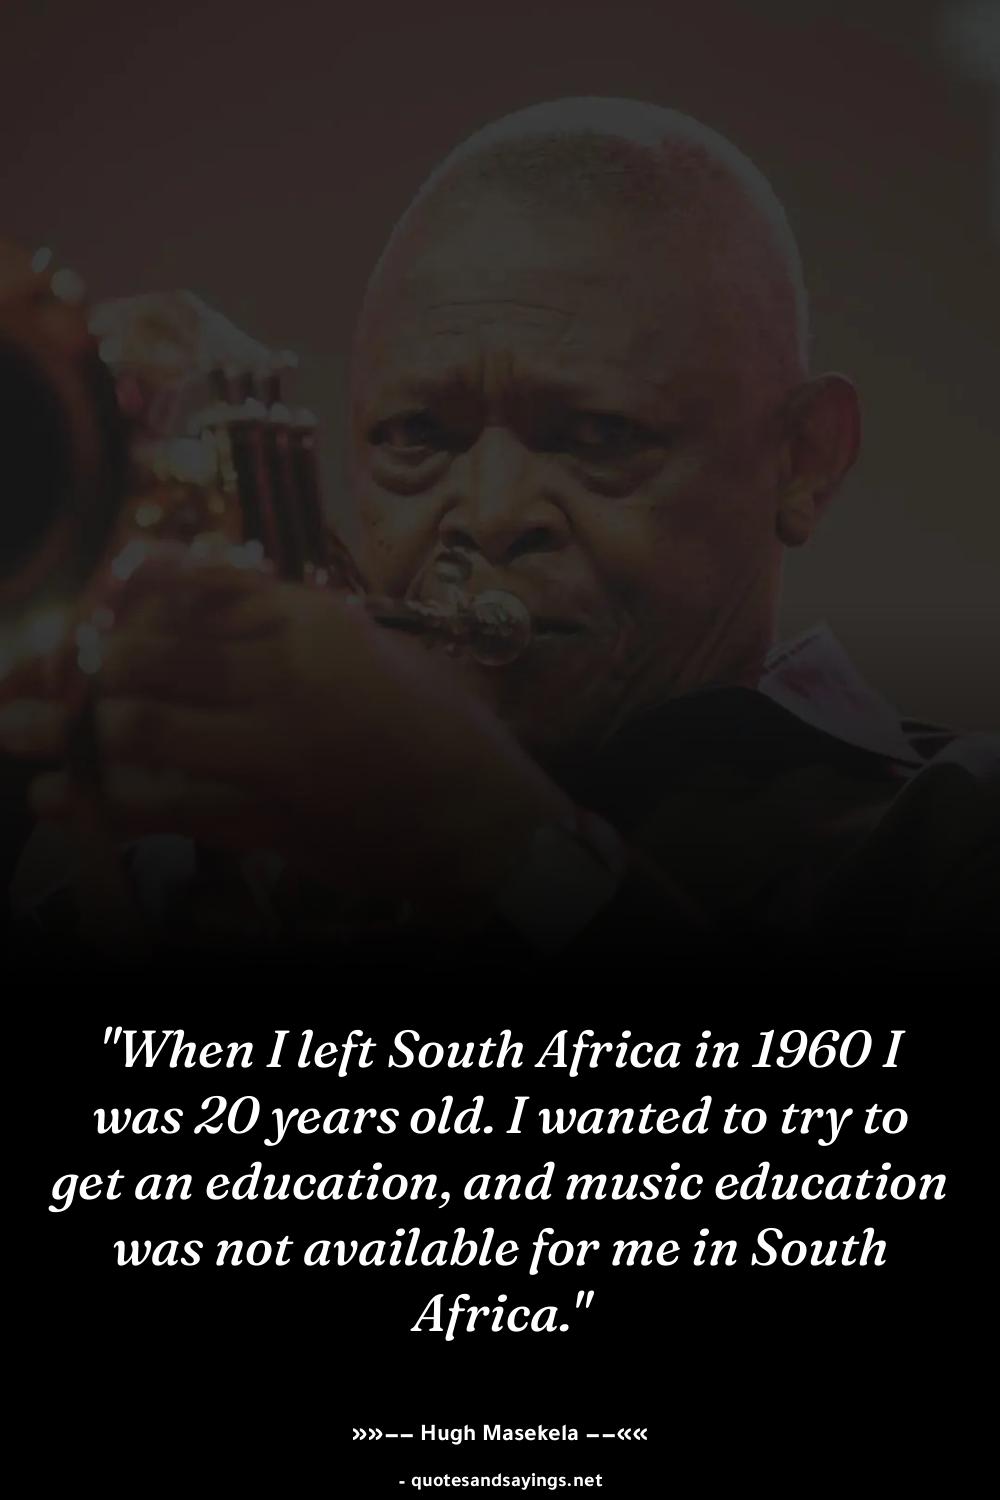 "When I left South Africa in 1960 I
was 20 years old. I wanted to try to
get an education, and music education
was not available for me in South
Africa."
»»–– Hugh Masekela ––««
- quotesandsayings.net